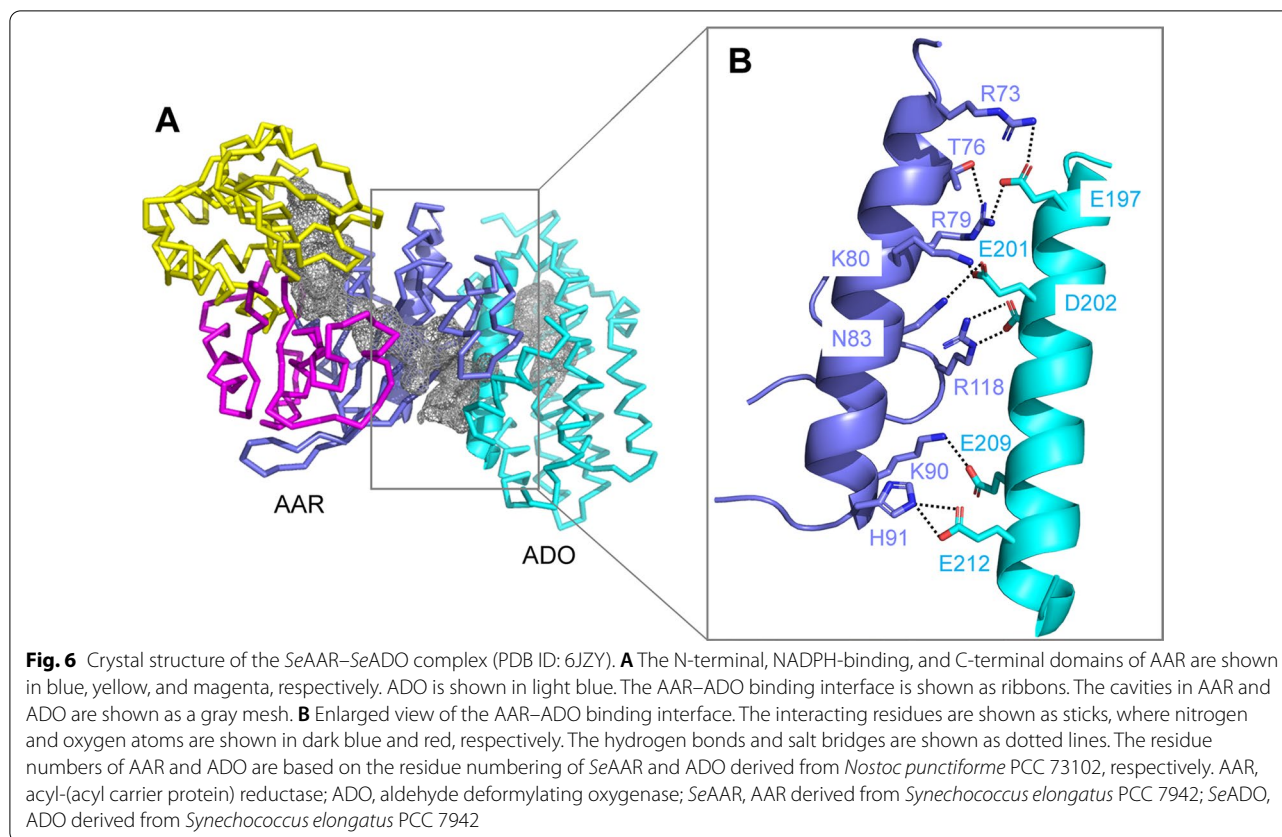 A
AAR
ADO
B
R73
T76
E197
R79
E201
K80
D202
N83
R118
E209
K90
H91
E212
Fig. 6 Crystal structure of the SeAAR–SeADO complex (PDB ID: 6JZY). A The N-terminal, NADPH-binding, and C-terminal domains of AAR are shown
in blue, yellow, and magenta, respectively. ADO is shown in light blue. The AAR–ADO binding interface is shown as ribbons. The cavities in AAR and
ADO are shown as a gray mesh. B Enlarged view of the AAR–ADO binding interface. The interacting residues are shown as sticks, where nitrogen
and oxygen atoms are shown in dark blue and red, respectively. The hydrogen bonds and salt bridges are shown as dotted lines. The residue
numbers of AAR and ADO are based on the residue numbering of SeAAR and ADO derived from Nostoc punctiforme PCC 73102, respectively. AAR,
acyl-(acyl carrier protein) reductase; ADO, aldehyde deformylating oxygenase; SeAAR, AAR derived from Synechococcus elongatus PCC 7942; SeADO,
ADO derived from Synechococcus elongatus PCC 7942